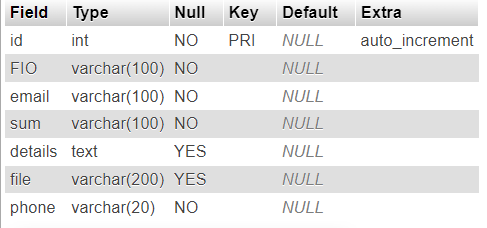 Field Type Null Key Default Extra
id int NO PRI NULL auto_increment
FIO varchar(100) NO NULL
email varchar(100) NO NULL
sum varchar(100) NO NULL
details text YES NULL
file varchar(200) YES NULL
phone varchar(20) NO NULL